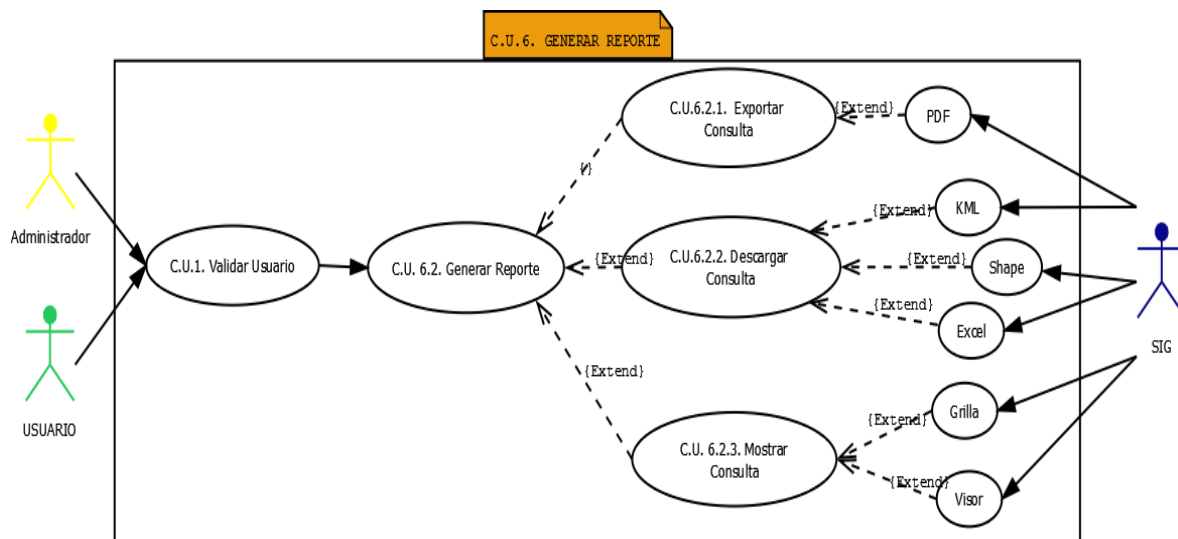 C.U.6. GENERAR REPORTE
C.U.6.2.1. Exportar
Consulta
{Extend}
PDF
{/}
Administrador
C.U.1. Validar Usuario
C.U. 6.2. Generar Reporte
{Extend}
C.U.6.2.2. Descargar
Consulta
{Extend}
KML
{Extend}
Shape
{Extend}
Excel
SIG
USUARIO
{Extend}
C.U. 6.2.3. Mostrar
Consulta
{Extend}
Grilla
{Extend}
Visor